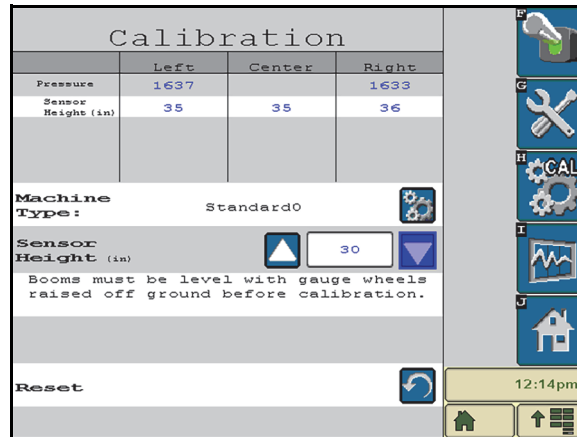 Calibration
Left Center Right
Pressure 1637 1633
Sensor Height (in) 35 35 36
Machine Type: Standard0
Sensor Height (in) 30
Booms must be level with gauge wheels
raised off ground before calibration.
Reset
F
G
H
CAL
I
J
12:14pm